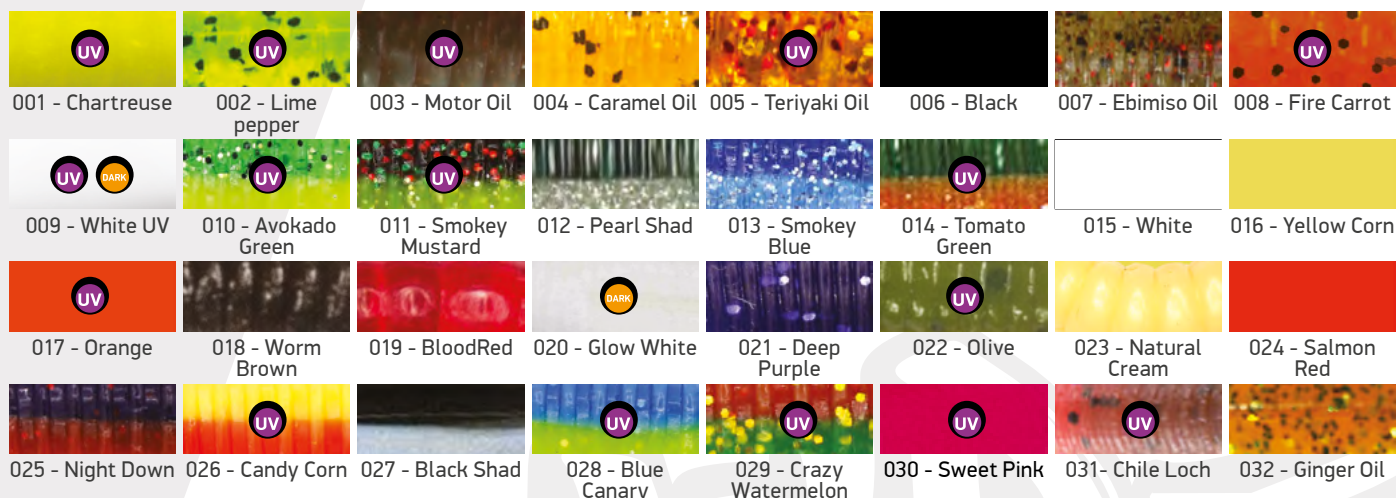 UV
UV
UV
UV
UV
001 - Chartreuse
002 - Lime
pepper
003 - Motor Oil
004 - Caramel Oil
005 - Teriyaki Oil
006 - Black
007 - Ebimiso Oil
008 - Fire Carrot
UV
DARK
UV
UV
UV
009 - White UV
010 - Avokado
Green
011 - Smokey
Mustard
012 - Pearl Shad
013 - Smokey
Blue
014 - Tomato
Green
015 - White
016 - Yellow Corn
UV
DARK
UV
017 - Orange
018 - Worm
Brown
019 - BloodRed
020 - Glow White
021 - Deep
Purple
022 - Olive
023 - Natural
Cream
024 - Salmon
Red
UV
UV
UV
UV
UV
025 - Night Down
026 - Candy Corn
027 - Black Shad
028 - Blue
Canary
029 - Crazy
Watermelon
030 - Sweet Pink
031- Chile Loch
032 - Ginger Oil